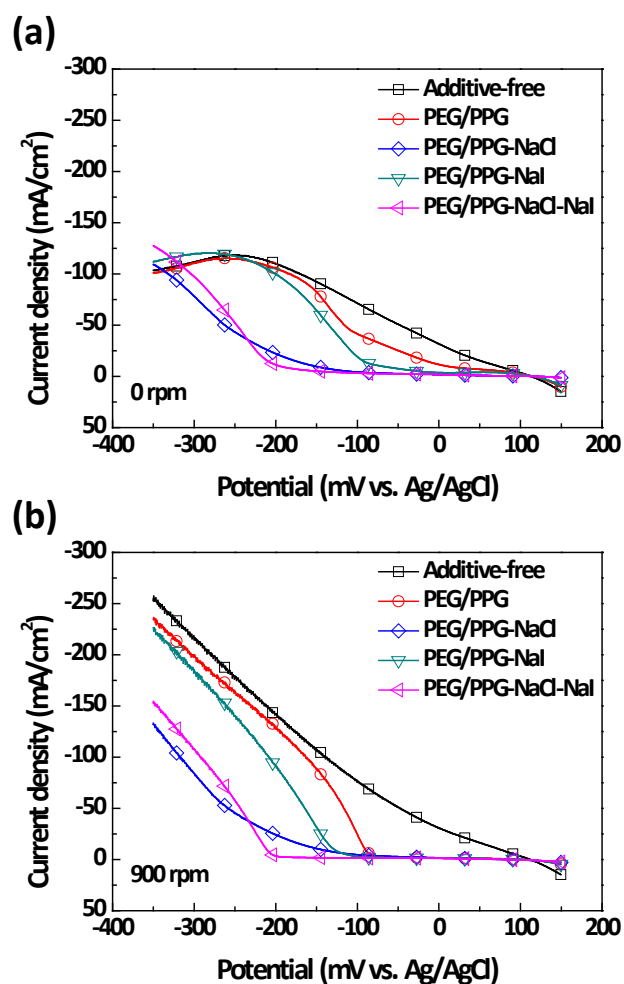 (a)
-300
-250
-200
-150
-100
-50
0
50
Current density (mA/cm²)
Additive-free
PEG/PPG
PEG/PPG-NaCl
PEG/PPG-NaI
PEG/PPG-NaCl-NaI
0 rpm
-400 -300 -200 -100 0 100 200
Potential (mV vs. Ag/AgCl)
(b)
-300
-250
-200
-150
-100
-50
0
50
Current density (mA/cm²)
Additive-free
PEG/PPG
PEG/PPG-NaCl
PEG/PPG-NaI
PEG/PPG-NaCl-NaI
900 rpm
-400 -300 -200 -100 0 100 200
Potential (mV vs. Ag/AgCl)